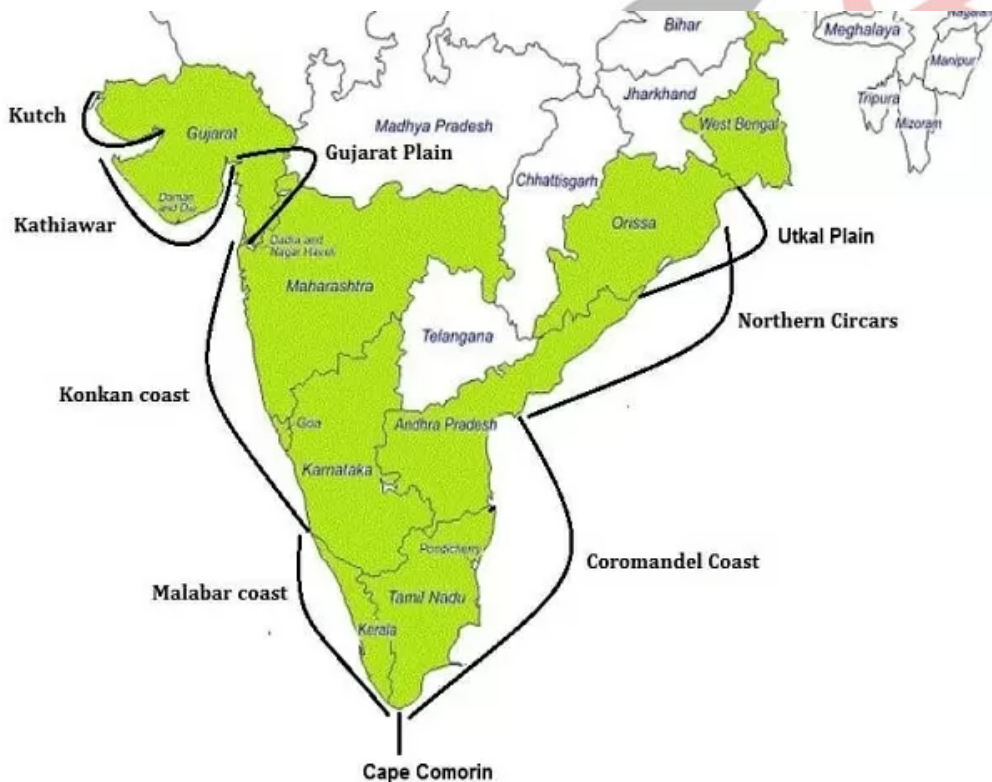 Bihar
Meghalaya
Manipur
Jharkhand
Tripura
Mizoram
Kutch
Gujarat
Madhya Pradesh
West Bengal
Gujarat Plain
Chhattisgarh
Daman
and Diu
Kathiawar
Orissa
Utkal Plain
Dadra and
Nagar Haveli
Maharashtra
Northern Circars
Telangana
Konkan coast
Goa
Andhra Pradesh
Karnataka
Pondicherry
Coromandel Coast
Malabar coast
Tamil Nadu
Kerala
Cape Comorin